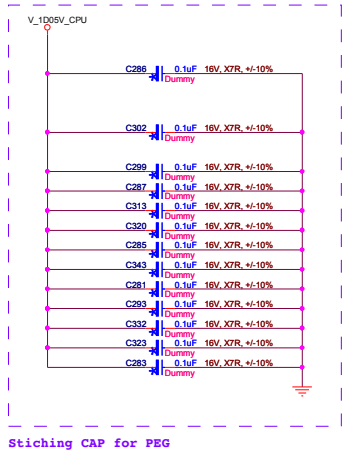 V_1D05V_CPU
C286 0.1uF 16V, X7R, +/-10%
Dummy
C302 0.1uF 16V, X7R, +/-10%
Dummy
C299 0.1uF 16V, X7R, +/-10%
Dummy
C287 0.1uF 16V, X7R, +/-10%
Dummy
C313 0.1uF 16V, X7R, +/-10%
Dummy
C320 0.1uF 16V, X7R, +/-10%
Dummy
C285 0.1uF 16V, X7R, +/-10%
Dummy
C343 0.1uF 16V, X7R, +/-10%
Dummy
C281 0.1uF 16V, X7R, +/-10%
Dummy
C293 0.1uF 16V, X7R, +/-10%
Dummy
C332 0.1uF 16V, X7R, +/-10%
Dummy
C323 0.1uF 16V, X7R, +/-10%
Dummy
C283 0.1uF 16V, X7R, +/-10%
Dummy
Stiching CAP for PEG